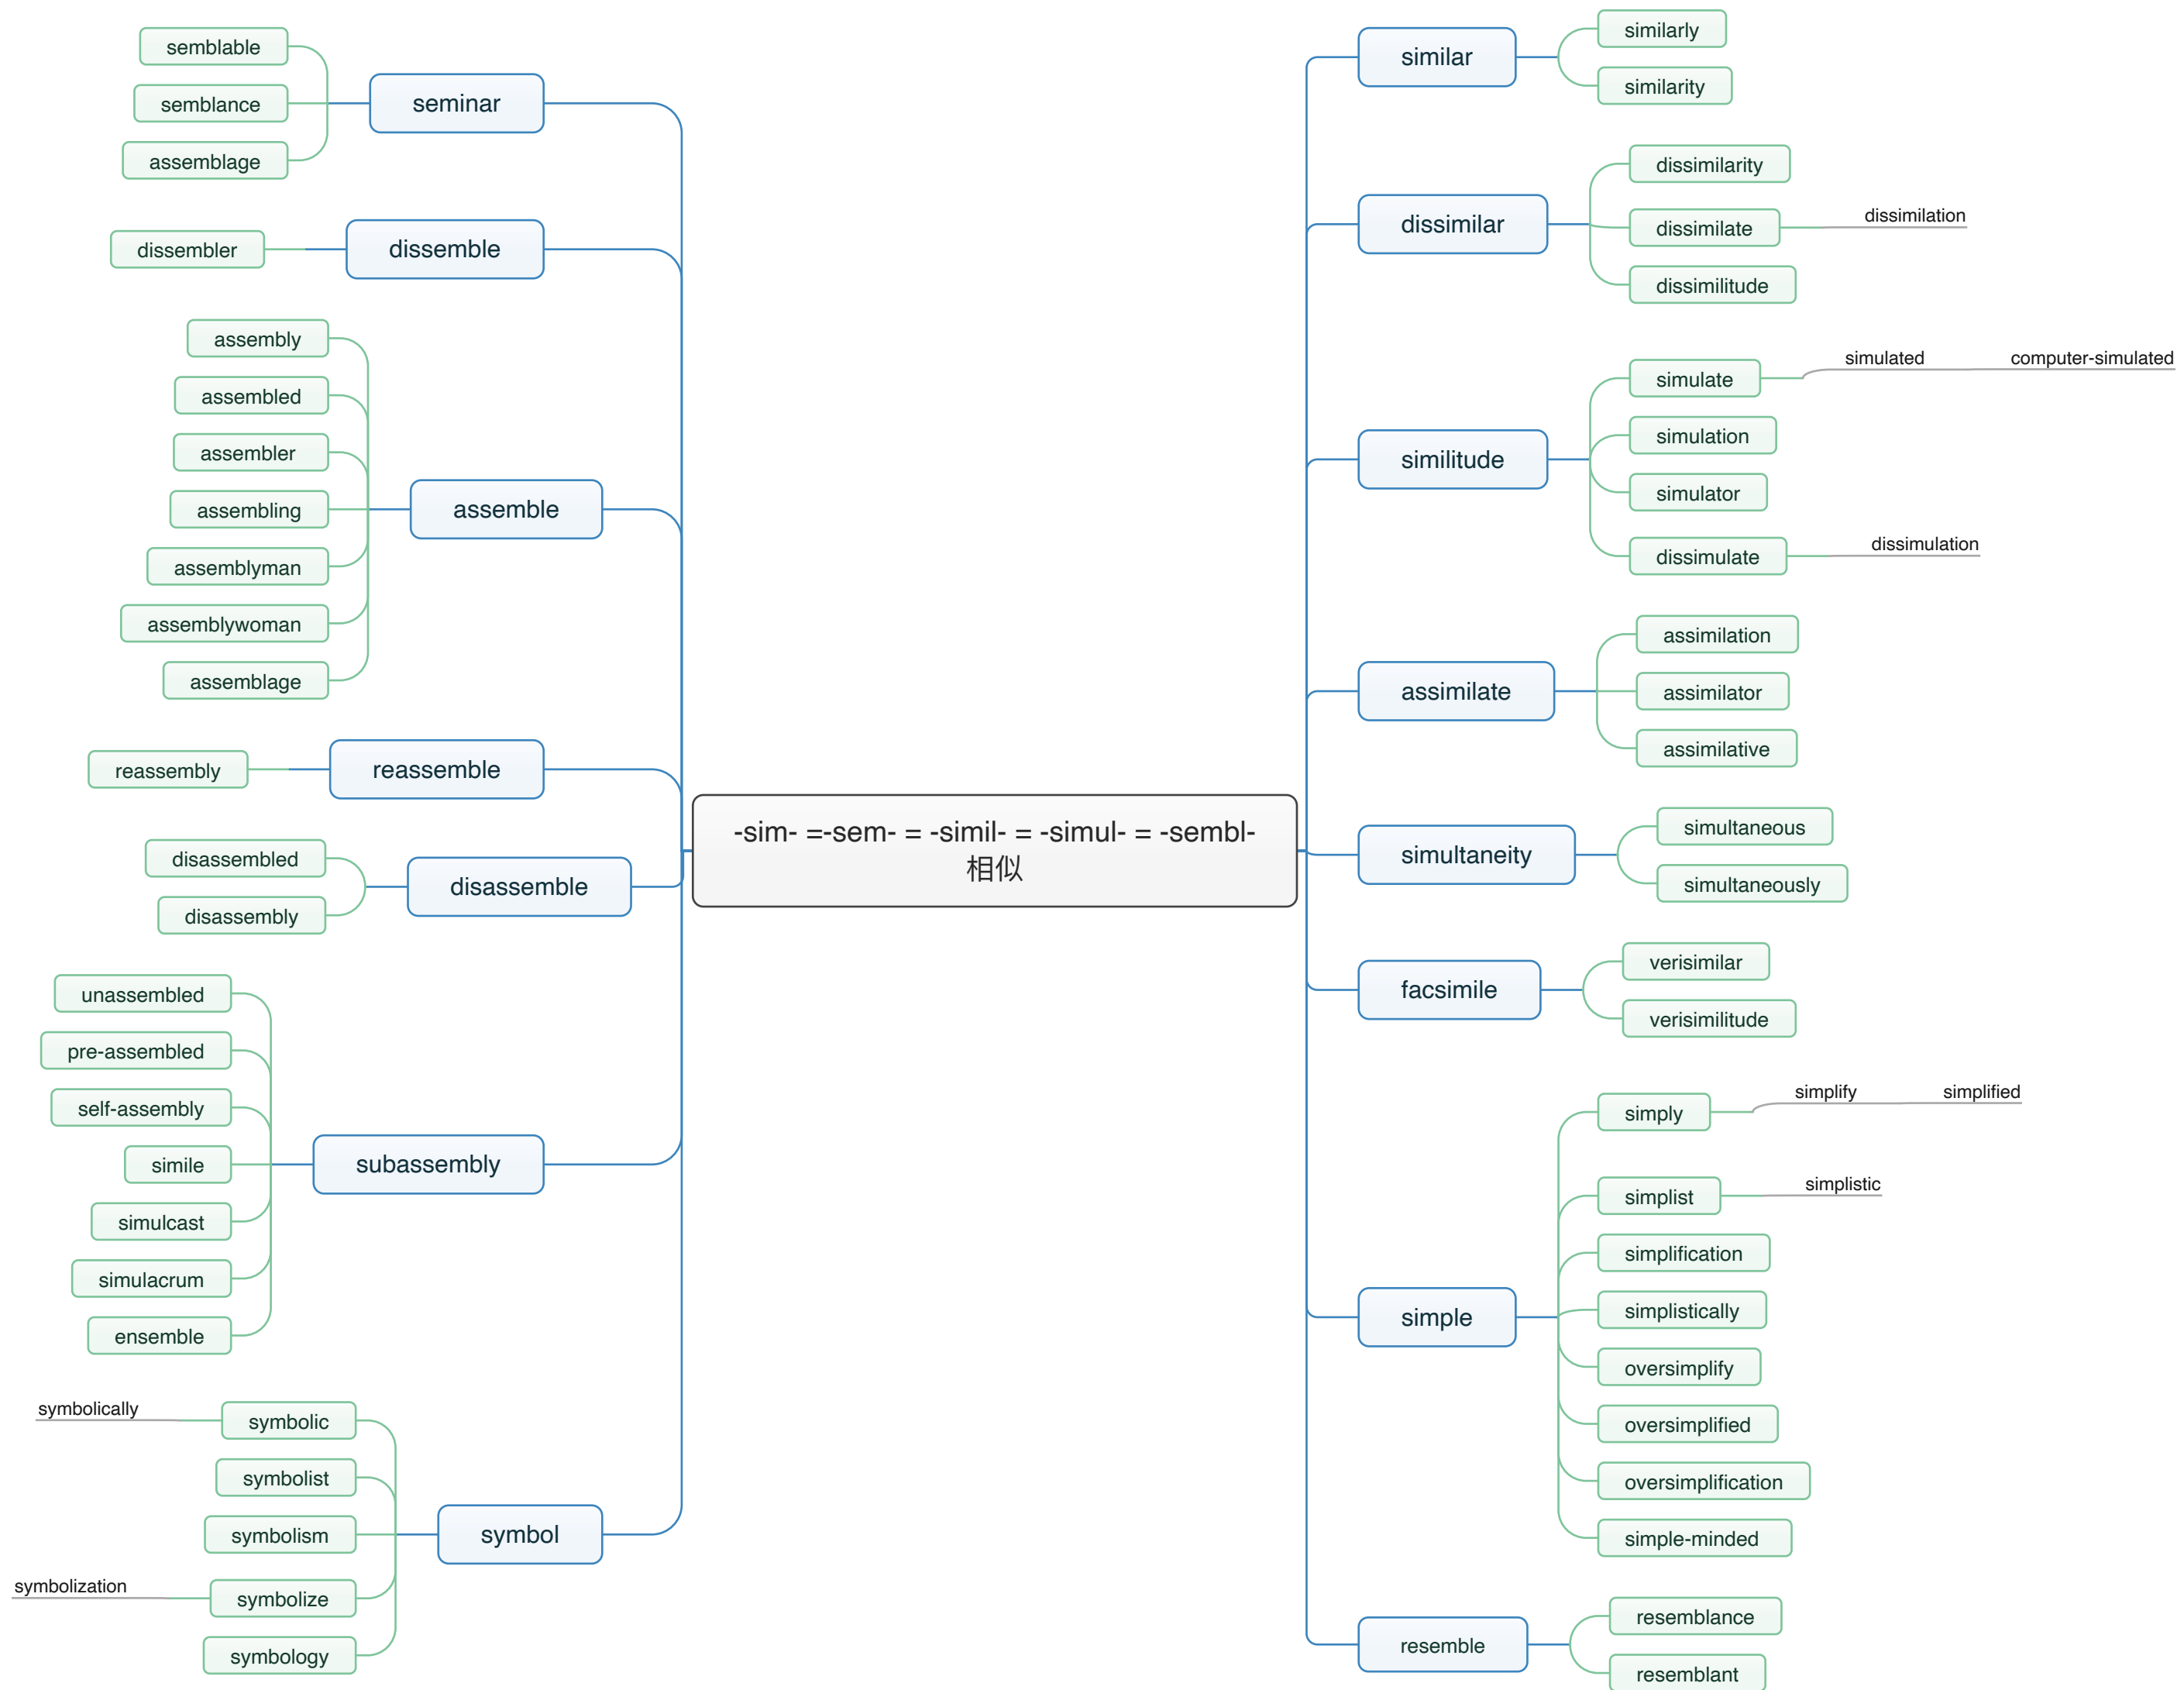 -sim- =-sem- = -simil- = -simul- = -sembl-
相似
similar
similarly
similarity
dissimilar
dissimilarity
dissimilate
dissimilation
dissimilitude
similitude
simulate
simulated
computer-simulated
simulation
simulator
dissimulate
dissimulation
assimilate
assimilation
assimilator
assimilative
simultaneity
simultaneous
simultaneously
facsimile
verisimilar
verisimilitude
simple
simply
simplify
simplified
simplist
simplistic
simplification
simplistically
oversimplify
oversimplified
oversimplification
simple-minded
resemble
resemblance
resemblant
seminar
semblable
semblance
assemblage
dissemble
dissembler
assemble
assembly
assembled
assembler
assembling
assemblyman
assemblywoman
assemblage
reassemble
reassembly
disassemble
disassembled
disassembly
subassembly
unassembled
pre-assembled
self-assembly
simile
simulcast
simulacrum
ensemble
symbol
symbolic
symbolically
symbolist
symbolism
symbolize
symbolization
symbology